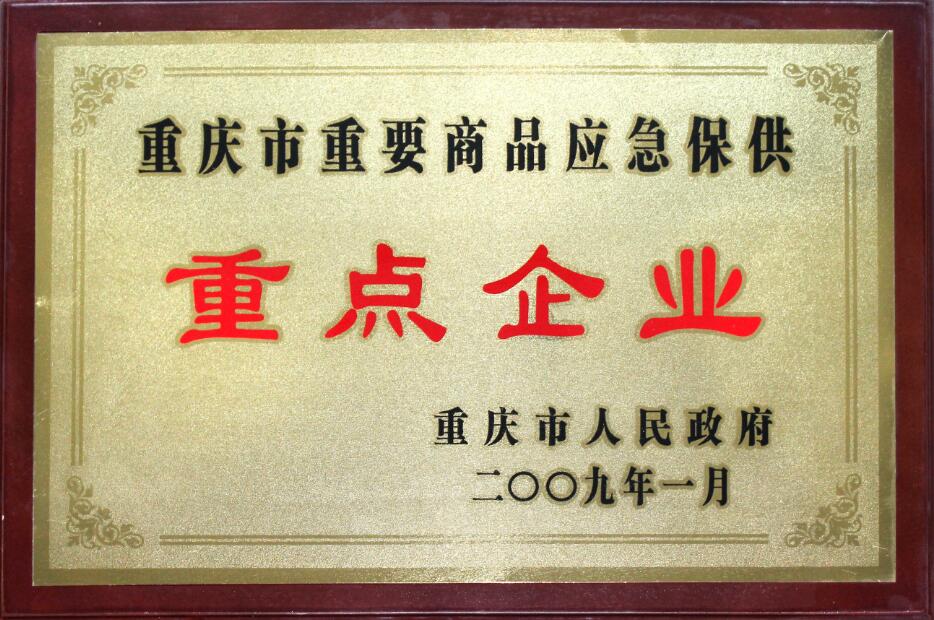 重庆市重要商品应急保供
重点企业
重庆市人民政府
二〇〇九年一月